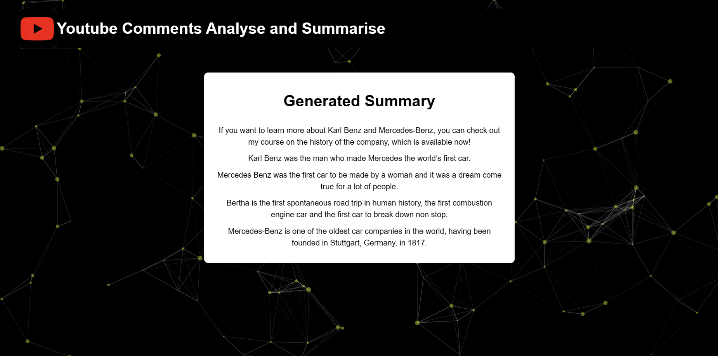 Youtube Comments Analyse and Summarise
Generated Summary
If you want to learn more about Karl Benz and Mercedes-Benz, you can check out
my course on the history of the company, which is available now!
Karl Benz was the man who made Mercedes the world's first car.
Mercedes Benz was the first car to be made by a woman and it was a dream come
true for a lot of people.
Bertha is the first spontaneous road trip in human history, the first combustion
engine car and the first car to break down non stop.
Mercedes-Benz is one of the oldest car companies in the world, having been
founded in Stuttgart, Germany, in 1817.